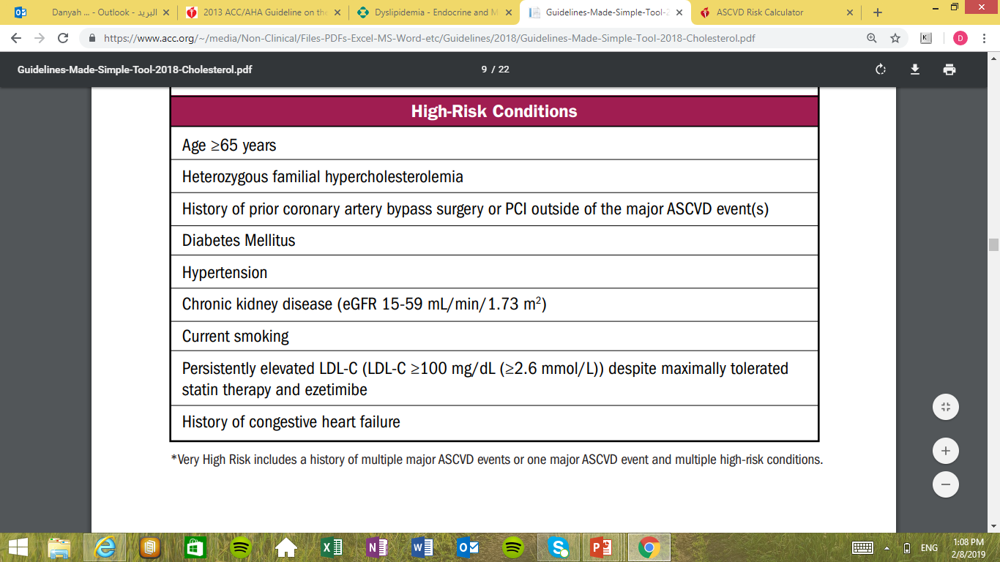 Danyah ... - Outlook - البريد
2013 ACC/AHA Guideline on the
Dyslipidemia - Endocrine and M
Guidelines-Made-Simple-Tool-2
ASCVD Risk Calculator
https://www.acc.org/~/media/Non-Clinical/Files-PDFs-Excel-MS-Word-etc/Guidelines/2018/Guidelines-Made-Simple-Tool-2018-Cholesterol.pdf
D
Guidelines-Made-Simple-Tool-2018-Cholesterol.pdf
9 / 22
High-Risk Conditions
Age ≥65 years
Heterozygous familial hypercholesterolemia
History of prior coronary artery bypass surgery or PCI outside of the major ASCVD event(s)
Diabetes Mellitus
Hypertension
Chronic kidney disease (eGFR 15-59 mL/min/1.73 m²)
Current smoking
Persistently elevated LDL-C (LDL-C ≥100 mg/dL (≥2.6 mmol/L)) despite maximally tolerated
statin therapy and ezetimibe
History of congestive heart failure
*Very High Risk includes a history of multiple major ASCVD events or one major ASCVD event and multiple high-risk conditions.
ENG
1:08 PM
2/8/2019